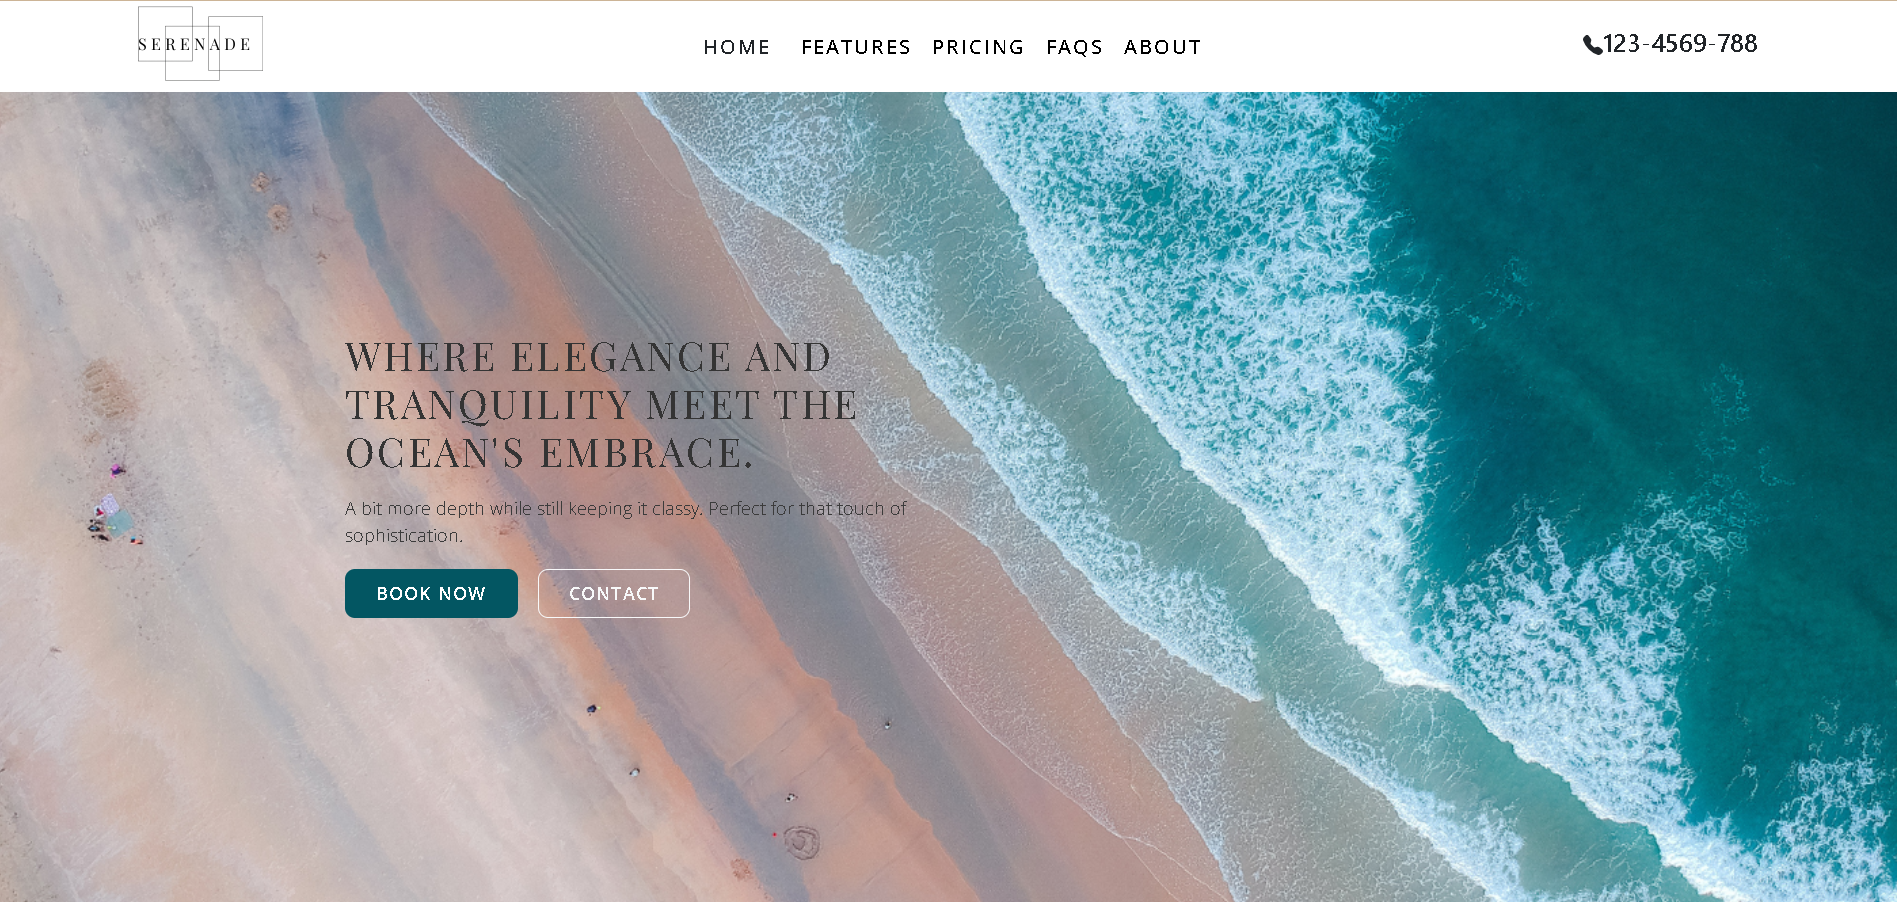 SERENADE
HOME FEATURES PRICING FAQS ABOUT
123-4569-788
WHERE ELEGANCE AND
TRANQUILITY MEET THE
OCEAN'S EMBRACE.
A bit more depth while still keeping it classy. Perfect for that touch of
sophistication.
BOOK NOW CONTACT